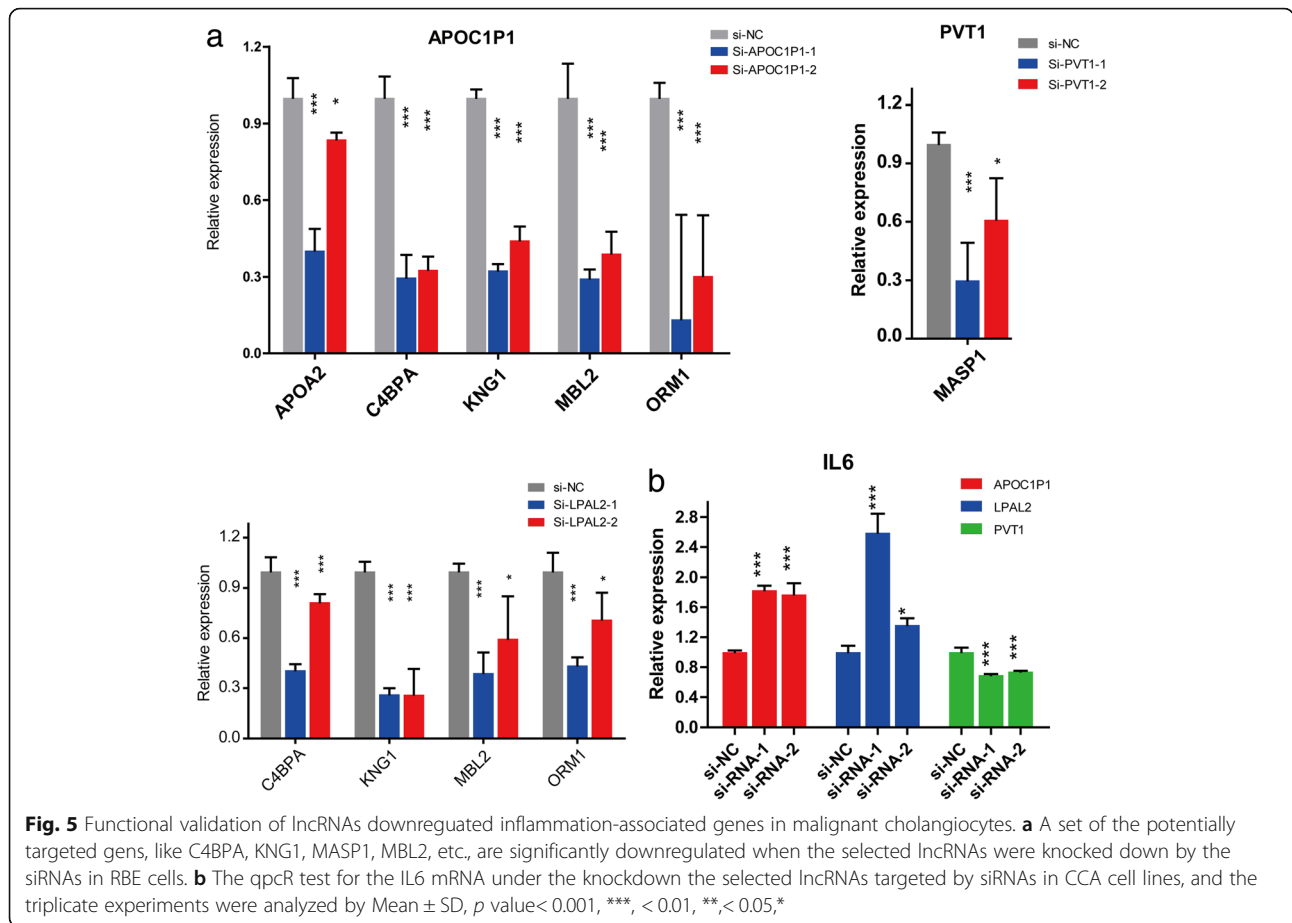 a
APOC1P1
si-NC
Si-APOC1P1-1
Si-APOC1P1-2
Relative expression
1.2
0.9
0.6
0.3
0.0
*** *
*** ***
*** ***
*** ***
*** ***
APOA2
C4BPA
KNG1
MBL2
ORM1
PVT1
si-NC
Si-PVT1-1
Si-PVT1-2
Relative expression
1.2
0.9
0.6
0.3
0.0
*** *
MASP1
si-NC
Si-LPAL2-1
Si-LPAL2-2
Relative expression
1.2
0.9
0.6
0.3
0.0
*** ***
*** ***
*** *
*** *
C4BPA
KNG1
MBL2
ORM1
b
IL6
APOC1P1
LPAL2
PVT1
Relative expression
2.8
2.4
2.0
1.6
1.2
0.8
0.4
0.0
*** ***
*** *
*** ***
si-NC
si-RNA-1
si-RNA-2
si-NC
si-RNA-1
si-RNA-2
si-NC
si-RNA-1
si-RNA-2
Fig. 5 Functional validation of lncRNAs downreguated inflammation-associated genes in malignant cholangiocytes. a A set of the potentially
targeted gens, like C4BPA, KNG1, MASP1, MBL2, etc., are significantly downregulated when the selected lncRNAs were knocked down by the
siRNAs in RBE cells. b The qpcR test for the IL6 mRNA under the knockdown the selected lncRNAs targeted by siRNAs in CCA cell lines, and the
triplicate experiments were analyzed by Mean ± SD, p value< 0.001, ***, < 0.01, **,< 0.05,*